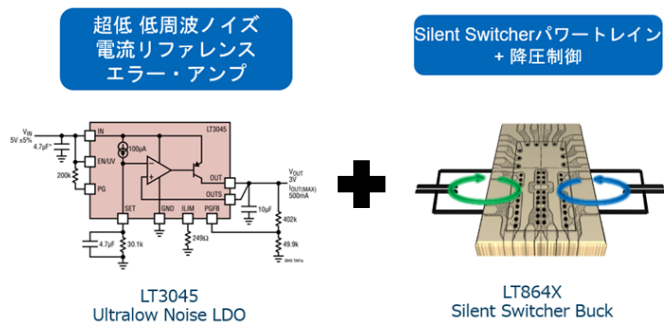 超低 低周波ノイズ
電流リファレンス
エラー・アンプ
Silent Switcherパワートレイン
+ 降圧制御
VIN
5V ±5%
4.7µF*
IN
100µA
LT3045
EN/UV
200k
PG
OUT
OUTS
VOUT
3V
IOUT(MAX)
500mA
10µF
SET
GND
ILIM
PGFB
402k
4.7µF
30.1k
249Ω
49.9k
LT3045
Ultralow Noise LDO
LT864X
Silent Switcher Buck